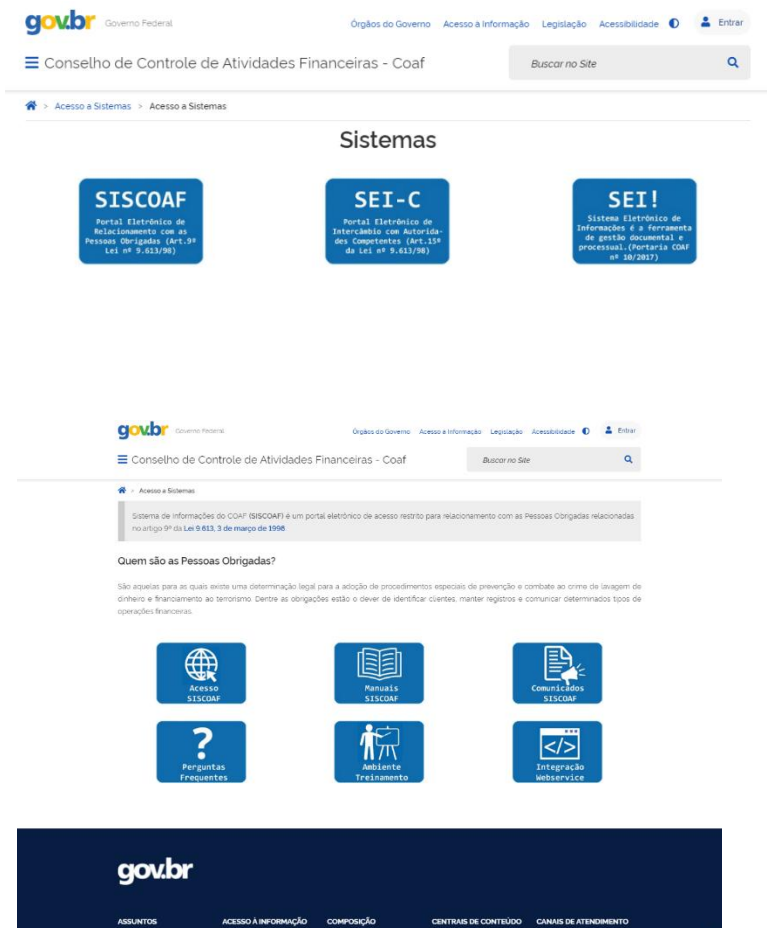 gov.br Governo Federal Órgãos do Governo Acesso à Informação Legislação Acessibilidade Entrar
Conselho de Controle de Atividades Financeiras - Coaf Buscar no Site
> Acesso a Sistemas > Acesso a Sistemas
Sistemas
SISCOAF
Portal Eletrônico de
Relacionamento com as
Pessoas Obrigadas (Art.9º
Lei nº 9.613/98)
SEI-C
Portal Eletrônico de
Intercâmbio com Autorida-
des Competentes (Art.15º
da Lei nº 9.613/98)
SEI!
Sistema Eletrônico de
Informações é a ferramenta
de gestão documental e
processual.(Portaria COAF
nº 10/2017)
gov.br Governo Federal Órgãos do Governo Acesso à Informação Legislação Acessibilidade Entrar
Conselho de Controle de Atividades Financeiras - Coaf Buscar no Site
> Acesso a Sistemas
Sistema de Informações do COAF (SISCOAF) é um portal eletrônico de acesso restrito para relacionamento com as Pessoas Obrigadas relacionadas
no artigo 9º da Lei 9.613, 3 de março de 1998
Quem são as Pessoas Obrigadas?
São aquelas para as quais existe uma determinação legal para a adoção de procedimentos especiais de prevenção e combate ao crime de lavagem de
dinheiro e financiamento ao terrorismo. Dentre as obrigações estão o dever de identificar clientes, manter registros e comunicar determinados tipos de
operações financeiras.
Acesso
SISCOAF
Manuais
SISCOAF
Comunicados
SISCOAF
Perguntas
Frequentes
Ambiente
Treinamento
Integração
Webservice
gov.br
ASSUNTOS ACESSO À INFORMAÇÃO COMPOSIÇÃO CENTRAIS DE CONTEÚDO CANAIS DE ATENDIMENTO